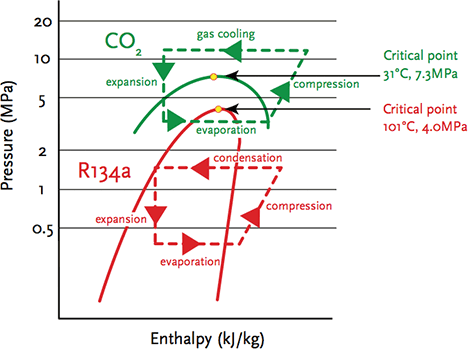 20
10
5
2
1
0.5
Pressure (MPa)
Enthalpy (kJ/kg)
CO2
gas cooling
expansion
compression
evaporation
Critical point
31°C, 7.3MPa
Critical point
101°C, 4.0MPa
R134a
condensation
expansion
compression
evaporation